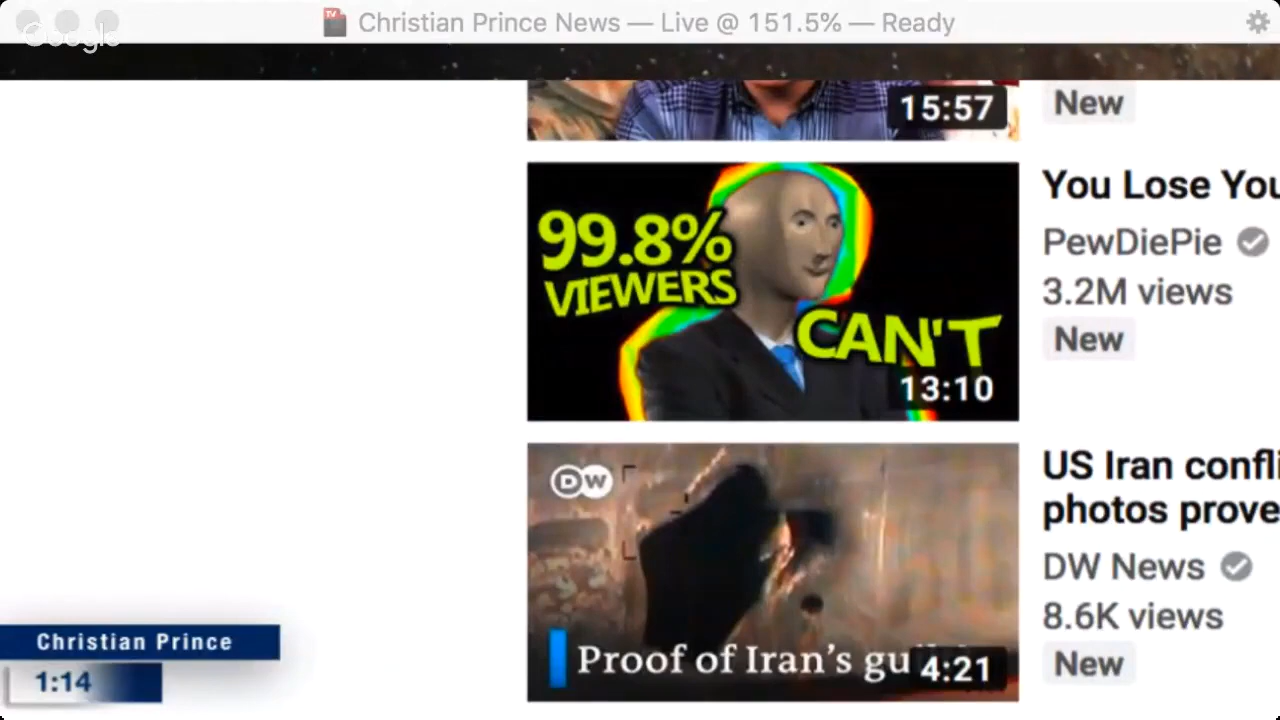 Christian Prince News — Live @ 151.5% — Ready
Google
TV
15:57
New
99.8%
VIEWERS
CAN'T
13:10
You Lose You
PewDiePie
3.2M views
New
DW
Proof of Iran's gu
4:21
US Iran confli
photos prove
DW News
8.6K views
New
Christian Prince
1:14